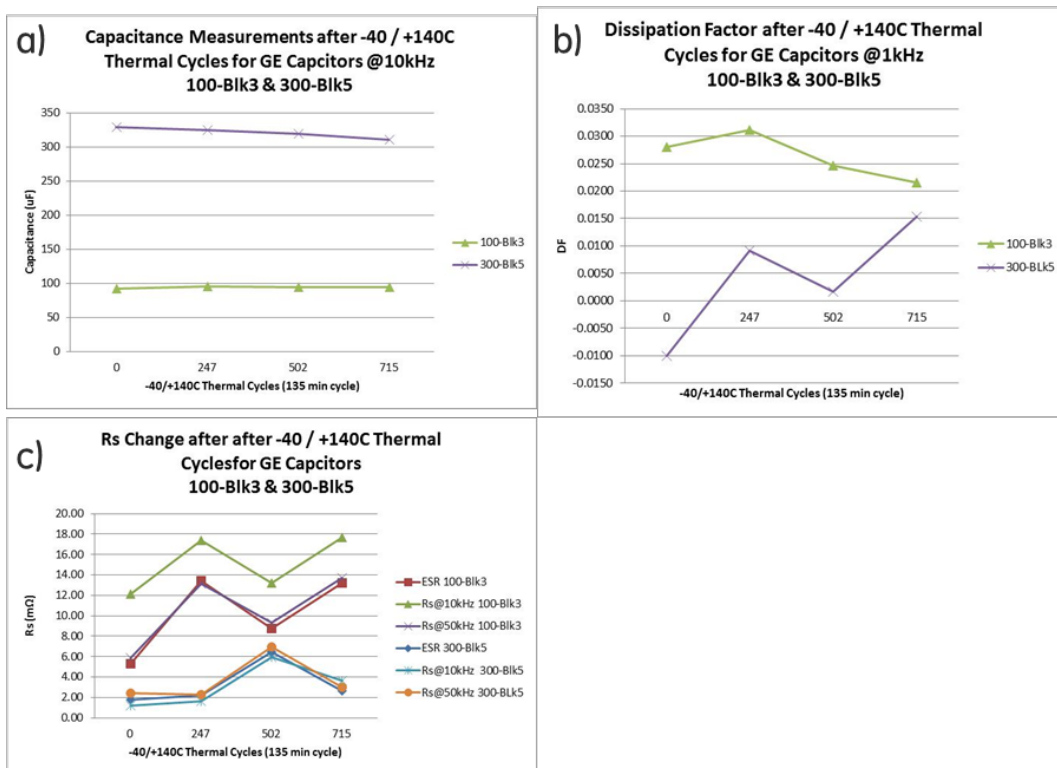 a)
Capacitance Measurements after -40 / +140C
Thermal Cycles for GE Capcitors @10kHz
100-Blk3 & 300-Blk5
350
300
250
200
150
100
50
0
Capacitance (uF)
0 247 502 715
-40/+140C Thermal Cycles (135 min cycle)
100-Blk3
300-Blk5
b)
Dissipation Factor after -40 / +140C Thermal
Cycles for GE Capcitors @1kHz
100-Blk3 & 300-Blk5
0.0350
0.0300
0.0250
0.0200
0.0150
0.0100
0.0050
0.0000
-0.0050
-0.0100
-0.0150
DF
0 247 502 715
-40/+140C Thermal Cycles (135 min cycle)
100-Blk3
300-BLk5
c)
Rs Change after after -40 / +140C Thermal
Cyclesfor GE Capcitors
100-Blk3 & 300-Blk5
20.00
18.00
16.00
14.00
12.00
10.00
8.00
6.00
4.00
2.00
0.00
Rs (mΩ)
0 247 502 715
-40/+140C Thermal Cycles (135 min cycle)
ESR 100-Blk3
Rs@10kHz 100-Blk3
Rs@50kHz 100-Blk3
ESR 300-Blk5
Rs@10kHz 300-Blk5
Rs@50kHz 300-BLk5